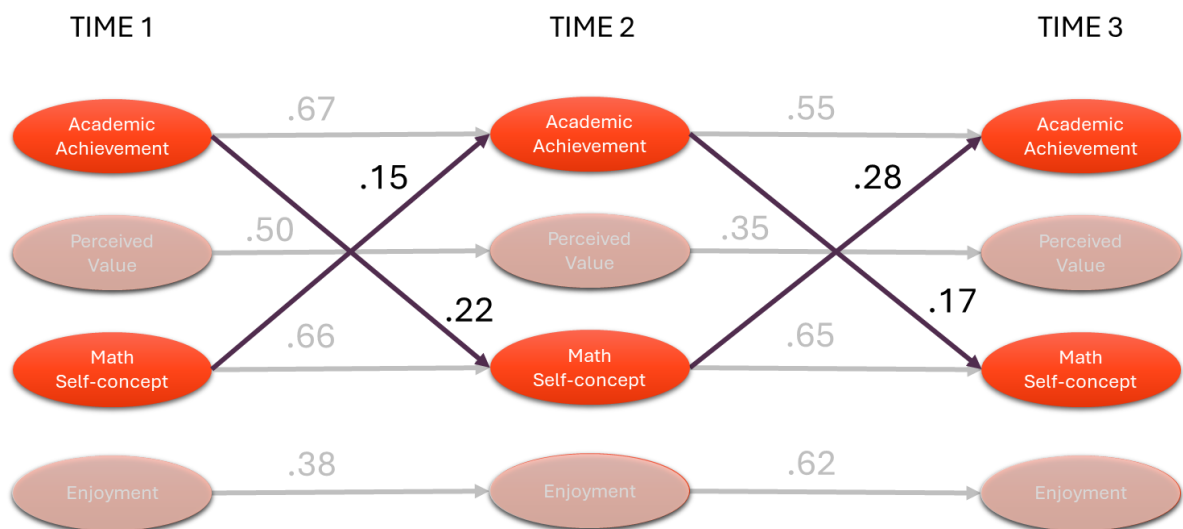 TIME 1
TIME 2
TIME 3
Academic
Achievement
.67
Academic
Achievement
.55
Academic
Achievement
.15
.28
Perceived
Value
.50
Perceived
Value
.35
Perceived
Value
.22
.17
Math
Self-concept
.66
Math
Self-concept
.65
Math
Self-concept
Enjoyment
.38
Enjoyment
.62
Enjoyment